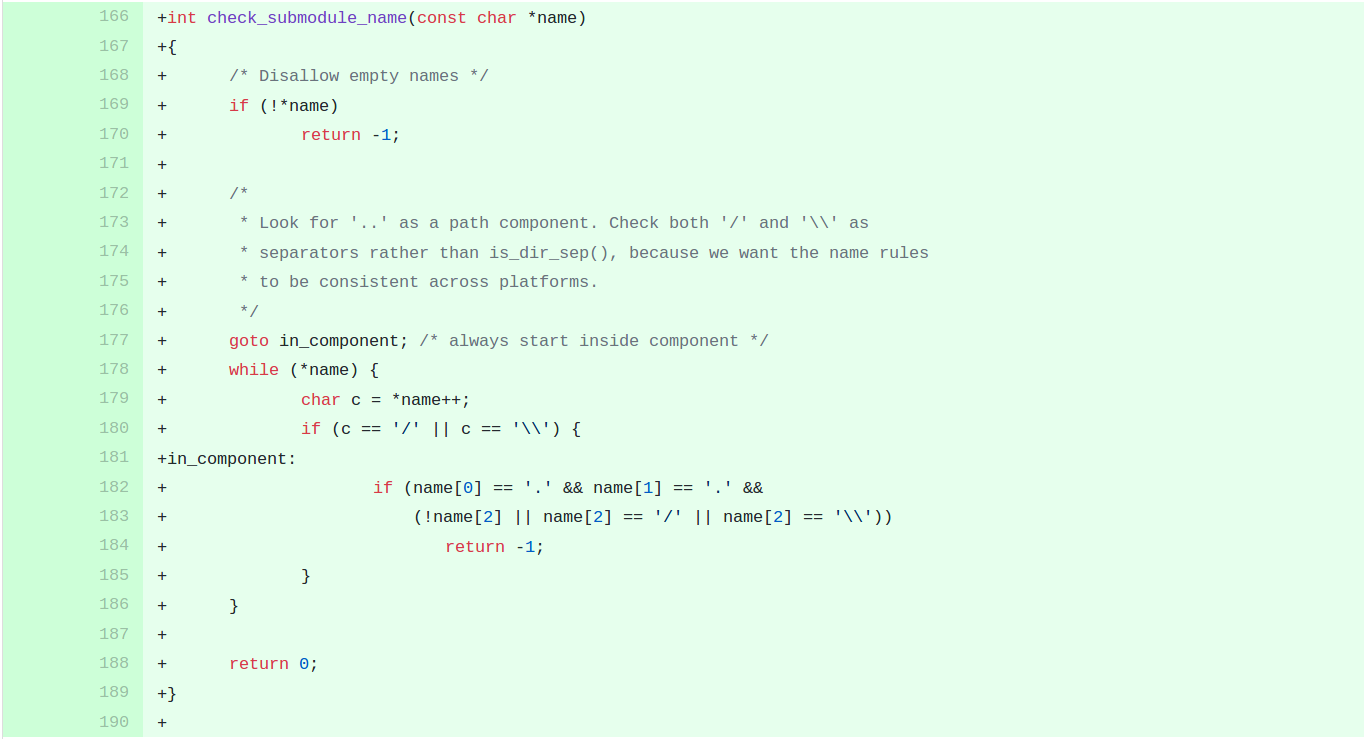 166 +int check_submodule_name(const char *name)
167 +{
168 + /* Disallow empty names */
169 + if (!*name)
170 + return -1;
171 +
172 + /*
173 + * Look for '..' as a path component. Check both '/' and '\\' as
174 + * separators rather than is_dir_sep(), because we want the name rules
175 + * to be consistent across platforms.
176 + */
177 + goto in_component; /* always start inside component */
178 + while (*name) {
179 + char c = *name++;
180 + if (c == '/' || c == '\\') {
181 +in_component:
182 + if (name[0] == '.' && name[1] == '.' &&
183 + (!name[2] || name[2] == '/' || name[2] == '\\'))
184 + return -1;
185 + }
186 + }
187 +
188 + return 0;
189 +}
190 +